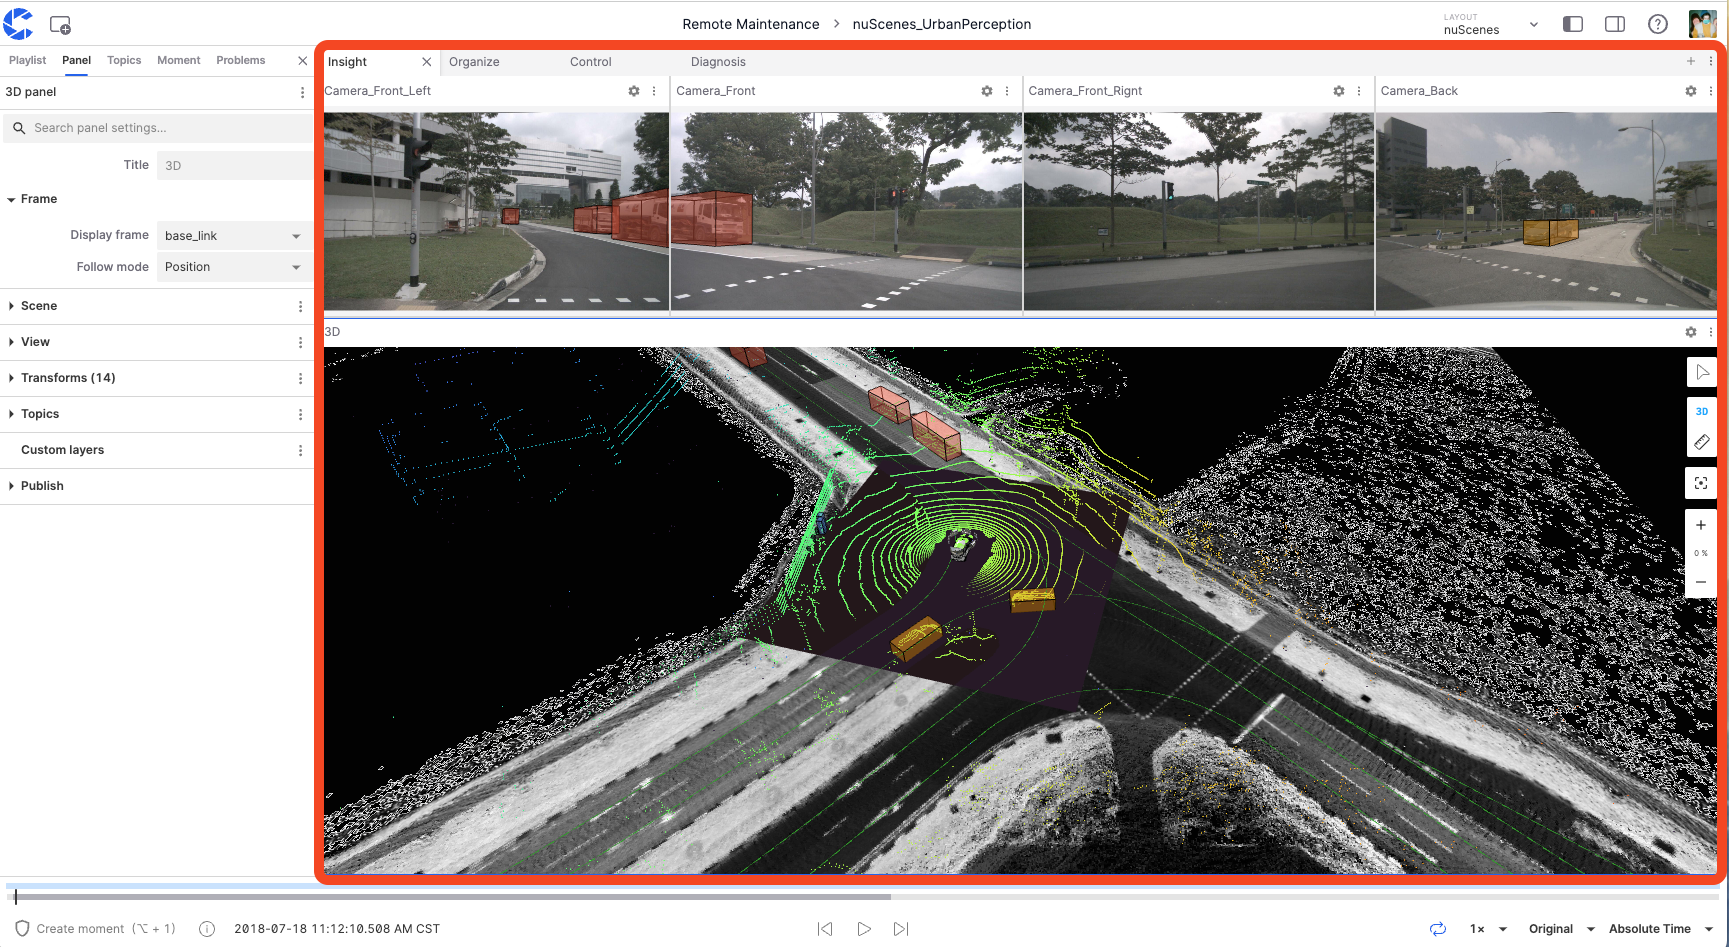 Remote Maintenance > nuScenes_UrbanPerception
LAYOUT
nuScenes
Playlist Panel Topics Moment Problems
3D panel
Search panel settings...
Title 3D
Frame
Display frame base_link
Follow mode Position
Scene
View
Transforms (14)
Topics
Custom layers
Publish
Insight Organize Control Diagnosis
Camera_Front_Left Camera_Front Camera_Front_Right Camera_Back
9
3D
3D
0 %
Create moment (⌥ + 1) 2018-07-18 11:12:10.508 AM CST
1× Original Absolute Time